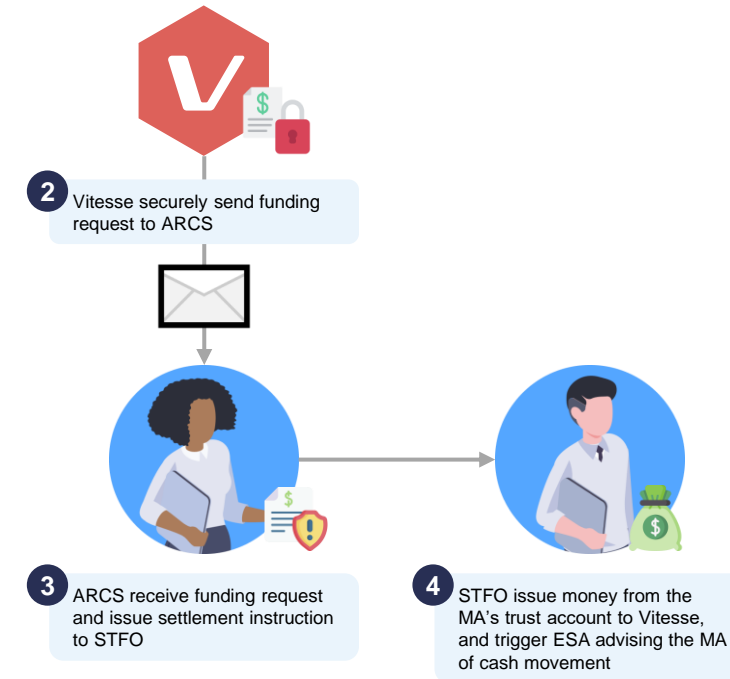 V
$
2
Vitesse securely send funding
request to ARCS
$
$
3
ARCS receive funding request
and issue settlement instruction
to STFO
4
STFO issue money from the
MA's trust account to Vitesse,
and trigger ESA advising the MA
of cash movement